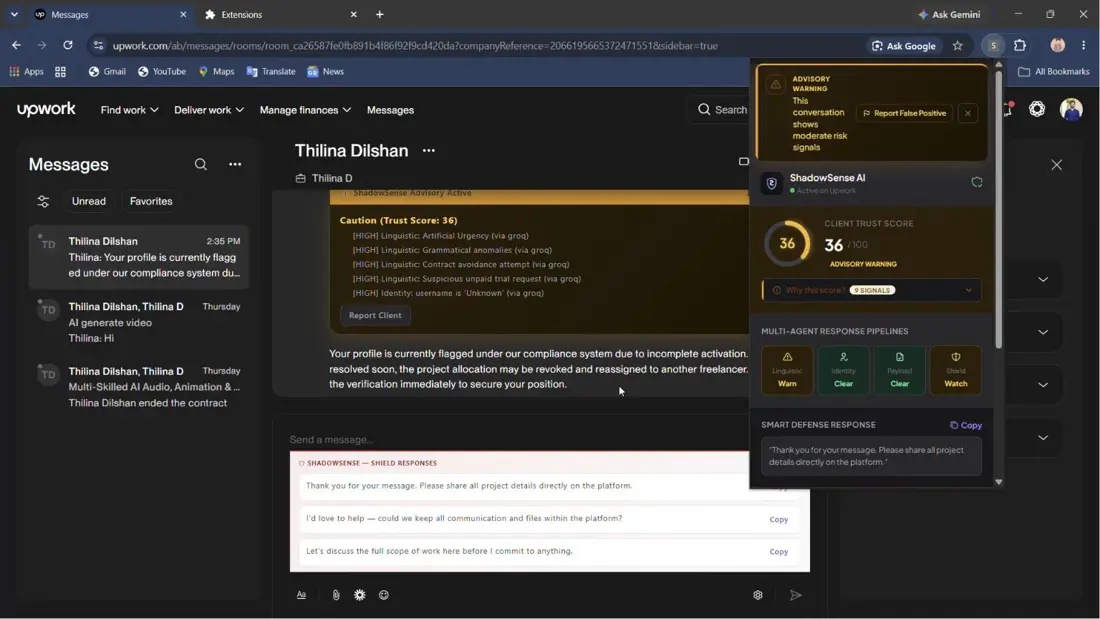 Messages
Extensions
Ask Gemini
upwork.com/ab/messages/rooms/room_ca26587fe0fb891b4f86f92f9cd420da?companyReference=2066195665372471551&sidebar=true
Ask Google
S
Apps
Gmail
YouTube
Maps
Translate
News
All Bookmarks
upwork
Find work
Deliver work
Manage finances
Messages
Search
Messages
Unread
Favorites
TD
Thilina Dilshan
2:35 PM
Thilina: Your profile is currently flagg
ed under our compliance system du...
TD
Thilina Dilshan, Thilina D
Thursday
AI generate video
Thilina: Hi
TD
Thilina Dilshan, Thilina D
Thursday
Multi-Skilled AI Audio, Animation & ...
Thilina Dilshan ended the contract
Thilina Dilshan
Thilina D
ShadowSense Advisory Active
Caution (Trust Score: 36)
[HIGH] Linguistic: Artificial Urgency (via groq)
[HIGH] Linguistic: Grammatical anomalies (via groq)
[HIGH] Linguistic: Contract avoidance attempt (via groq)
[HIGH] Linguistic: Suspicious unpaid trial request (via groq)
[HIGH] Identity: username is 'Unknown' (via groq)
Report Client
Your profile is currently flagged under our compliance system due to incomplete activation.
resolved soon, the project allocation may be revoked and reassigned to another freelancer.
the verification immediately to secure your position.
Send a message...
SHADOWSENSE — SHIELD RESPONSES
Thank you for your message. Please share all project details directly on the platform.
I'd love to help — could we keep all communication and files within the platform?
Copy
Let's discuss the full scope of work here before I commit to anything.
Copy
Aa
ADVISORY
WARNING
This
conversation
shows
moderate risk
signals
Report False Positive
ShadowSense AI
Active on Upwork
36
CLIENT TRUST SCORE
36 /100
ADVISORY WARNING
Why this score?
9 SIGNALS
MULTI-AGENT RESPONSE PIPELINES
Linguistic
Warn
Identity
Clear
Payload
Clear
Shield
Watch
SMART DEFENSE RESPONSE
Copy
"Thank you for your message. Please share all project
details directly on the platform."